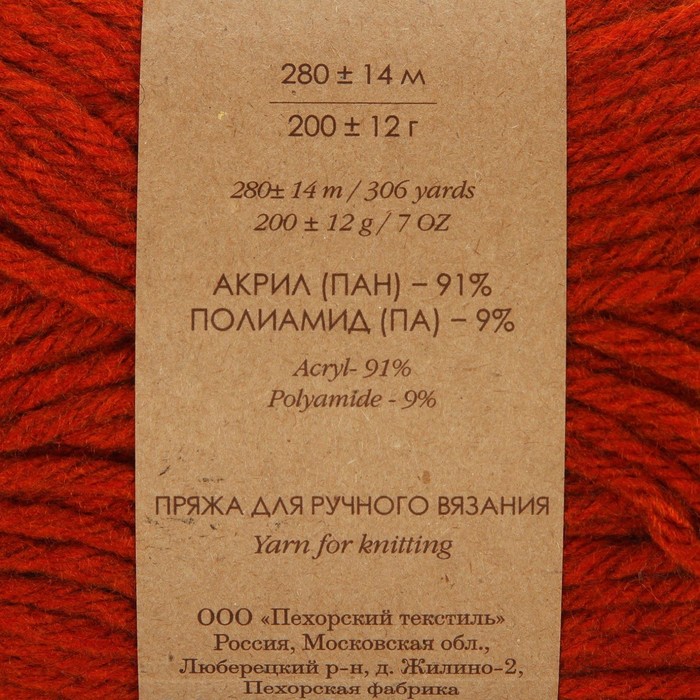 280 ± 14 м
200 ± 12 г
280± 14 m / 306 yards
200 ± 12 g / 7 OZ
АКРИЛ (ПАН) – 91%
ПОЛИАМИД (ПА) – 9%
Acryl- 91%
Polyamide - 9%
ПРЯЖА ДЛЯ РУЧНОГО ВЯЗАНИЯ
Yarn for knitting
ООО «Пехорский текстиль»
Россия, Московская обл.,
Люберецкий р-н, д. Жилино-2,
Пехорская фабрика